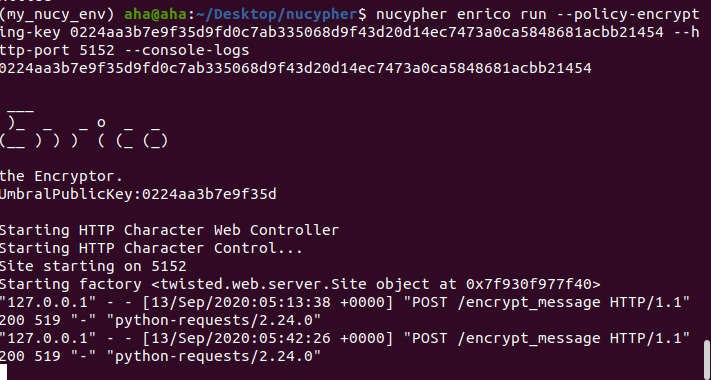 (my_nucy_env) aha@aha:~/Desktop/nucypher$ nucypher enrico run --policy-encrypt
ing-key 0224aa3b7e9f35d9fd0c7ab335068d9f43d20d14ec7473a0ca5848681acbb21454 --h
ttp-port 5152 --console-logs
0224aa3b7e9f35d9fd0c7ab335068d9f43d20d14ec7473a0ca5848681acbb21454
 ___
 )_  _   _ o  _  _
(__ ) ) )  ( (_ (_)
the Encryptor.
UmbralPublicKey:0224aa3b7e9f35d
Starting HTTP Character Web Controller
Starting HTTP Character Control...
Site starting on 5152
Starting factory <twisted.web.server.Site object at 0x7f930f977f40>
"127.0.0.1" - - [13/Sep/2020:05:13:38 +0000] "POST /encrypt_message HTTP/1.1"
200 519 "-" "python-requests/2.24.0"
"127.0.0.1" - - [13/Sep/2020:05:42:26 +0000] "POST /encrypt_message HTTP/1.1"
200 519 "-" "python-requests/2.24.0"